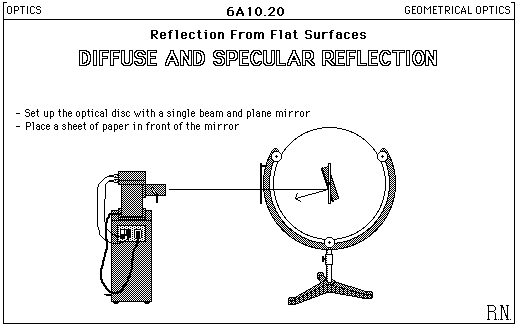 OPTICS
6A10.20
GEOMETRICAL OPTICS
Reflection From Flat Surfaces
DIFFUSE AND SPECULAR REFLECTION
- Set up the optical disc with a single beam and plane mirror
- Place a sheet of paper in front of the mirror
R.N.